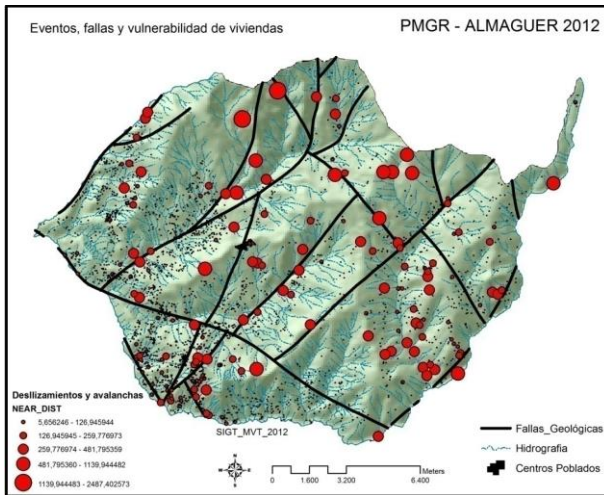 Eventos, fallas y vulnerabilidad de viviendas
PMGR - ALMAGUER 2012
Desllizamientos y avalanchas
NEAR_DIST
5,656246 - 126,945944
126,945945 - 259,776973
259,776974 - 481,795359
481,795360 - 1139,944482
1139,944483 - 2487,402573
SIGT_MVT_2012
Meters
0 1.600 3.200 6.400
Fallas_Geológicas
Hidrografia
Centros Poblados